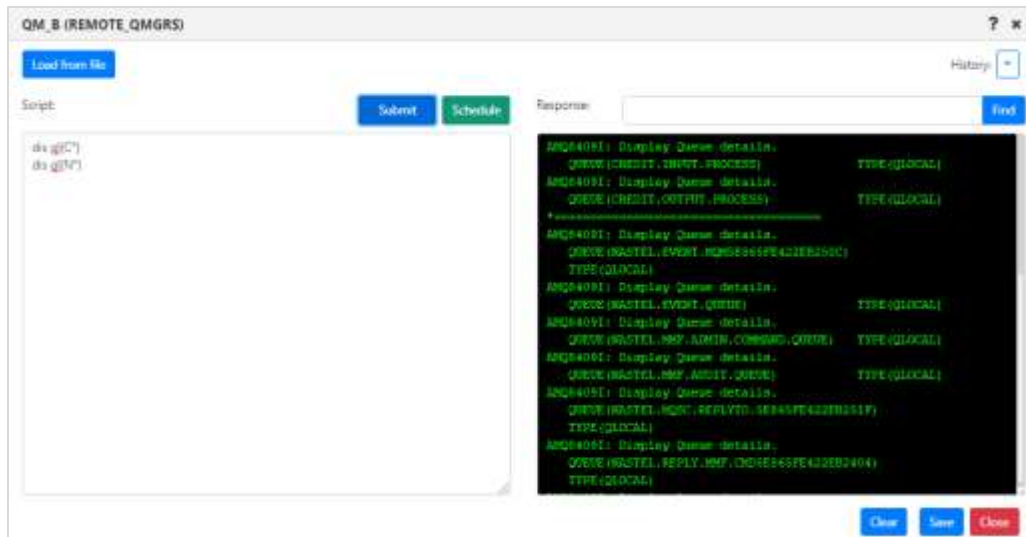 QM_B (REMOTE_QMGRS)
? ×
Load from file
History:
Script:
Submit
Schedule
Response:
Find
dis ql(C*)
dis ql(N*)
AMQ8409I: Display Queue details.
QUEUE(CREDIT.INPUT.PROCESS) TYPE(QLOCAL)
AMQ8409I: Display Queue details.
QUEUE(CREDIT.OUTPUT.PROCESS) TYPE(QLOCAL)
AMQ8409I: Display Queue details.
TYPE(QLOCAL)
AMQ8409I: Display Queue details.
QUEUE(NASTEL.EVENT.QUEUE) TYPE(QLOCAL)
AMQ8409I: Display Queue details.
QUEUE(NASTEL.MMF.ADMIN.COMMAND.QUEUE) TYPE(QLOCAL)
AMQ8409I: Display Queue details.
QUEUE(NASTEL.MMF.AUDIT.QUEUE) TYPE(QLOCAL)
AMQ8409I: Display Queue details.
TYPE(QLOCAL)
AMQ8409I: Display Queue details.
TYPE(QLOCAL)
Clear
Save
Close